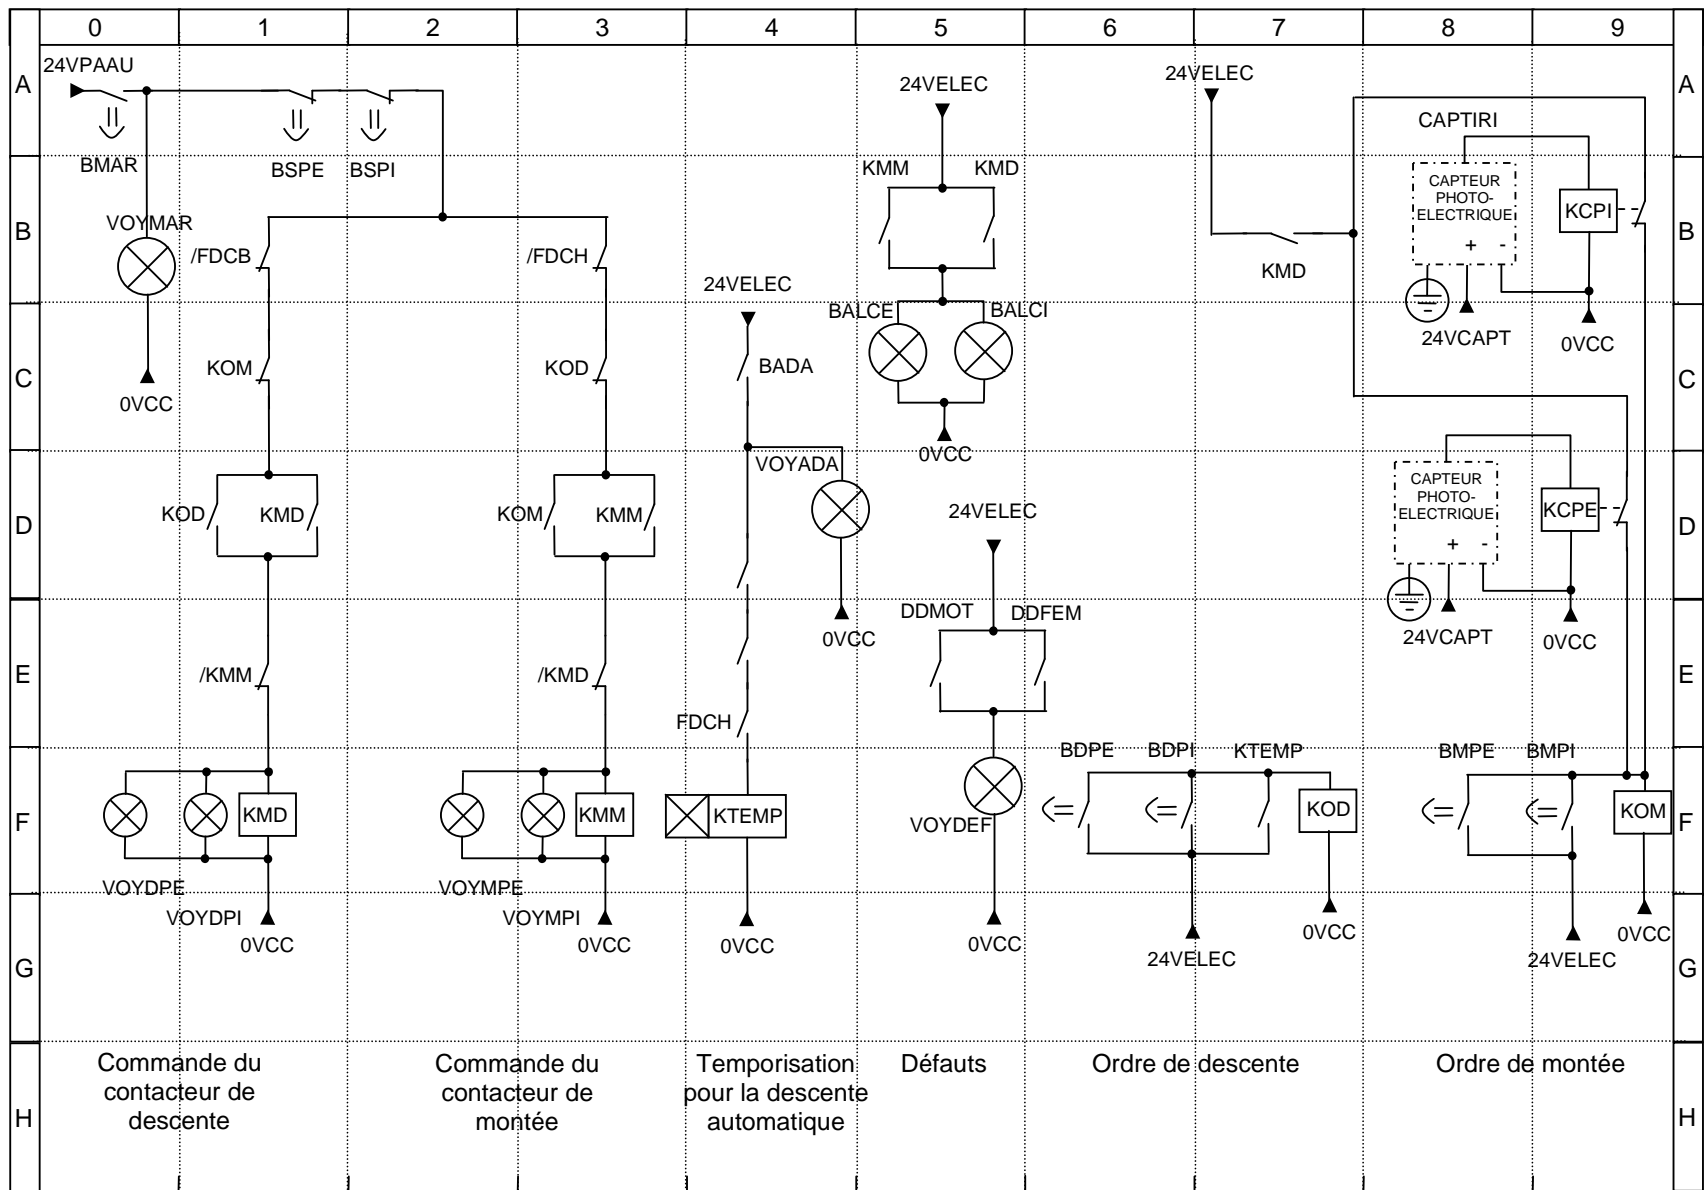 0 1 2 3 4 5 6 7 8 9
A A
24VPAAU
24VELEC
24VELEC
CAPTIRI
BMAR
BSPE BSPI
KMM KMD
B B
VOYMAR
/FDCB
/FDCH
CAPTEUR
PHOTO-
ELECTRIQUE
+ -
KCPI
KMD
24VELEC
BALCE BALCI
24VCAPT
0VCC
C C
KOM
KOD
BADA
0VCC
0VCC
VOYADA
D D
KOD KMD
KOM KMM
24VELEC
CAPTEUR
PHOTO-
ELECTRIQUE
+ -
KCPE
DDMOT DDFEM
0VCC
24VCAPT
0VCC
E E
/KMM
/KMD
FDCH
BDPE BDPI KTEMP
BMPE BMPI
F F
KMD
KMM
KTEMP
VOYDEF
KOD
KOM
VOYDPE
VOYMPE
VOYDPI
VOYMPI
0VCC
0VCC
0VCC
0VCC
24VELEC
0VCC
24VELEC
0VCC
G G
Commande du
contacteur de
descente
Commande du
contacteur de
montée
Temporisation
pour la descente
automatique
Défauts
Ordre de descente
Ordre de montée
H H